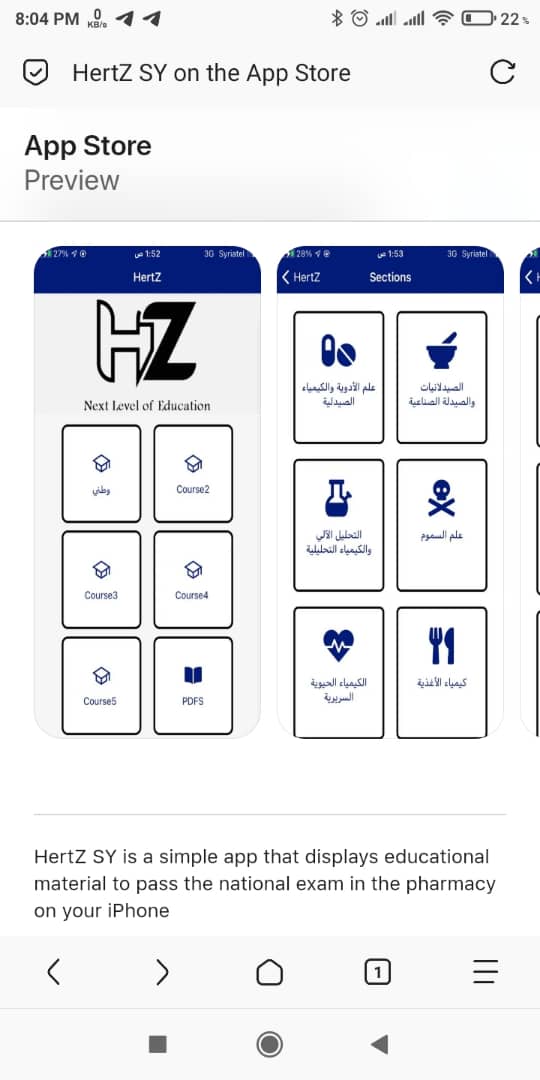 8:04 PM 0 KB/s 22%
HertZ SY on the App Store
App Store
Preview
27% 1:52 ص 3G Syriatel
HertZ
HZ
Next Level of Education
وطني
Course2
Course3
Course4
Course5
PDFS
28% 1:53 ص 3G Syriatel
HertZ Sections
علم الأدوية والكيمياء
الصيدلية
الصيدلانيات
والصيدلة الصناعية
التحليل الآلي
والكيمياء التحليلية
علم السموم
الكيمياء الحيوية
السريرية
كيمياء الأغذية
HertZ SY is a simple app that displays educational
material to pass the national exam in the pharmacy
on your iPhone
1